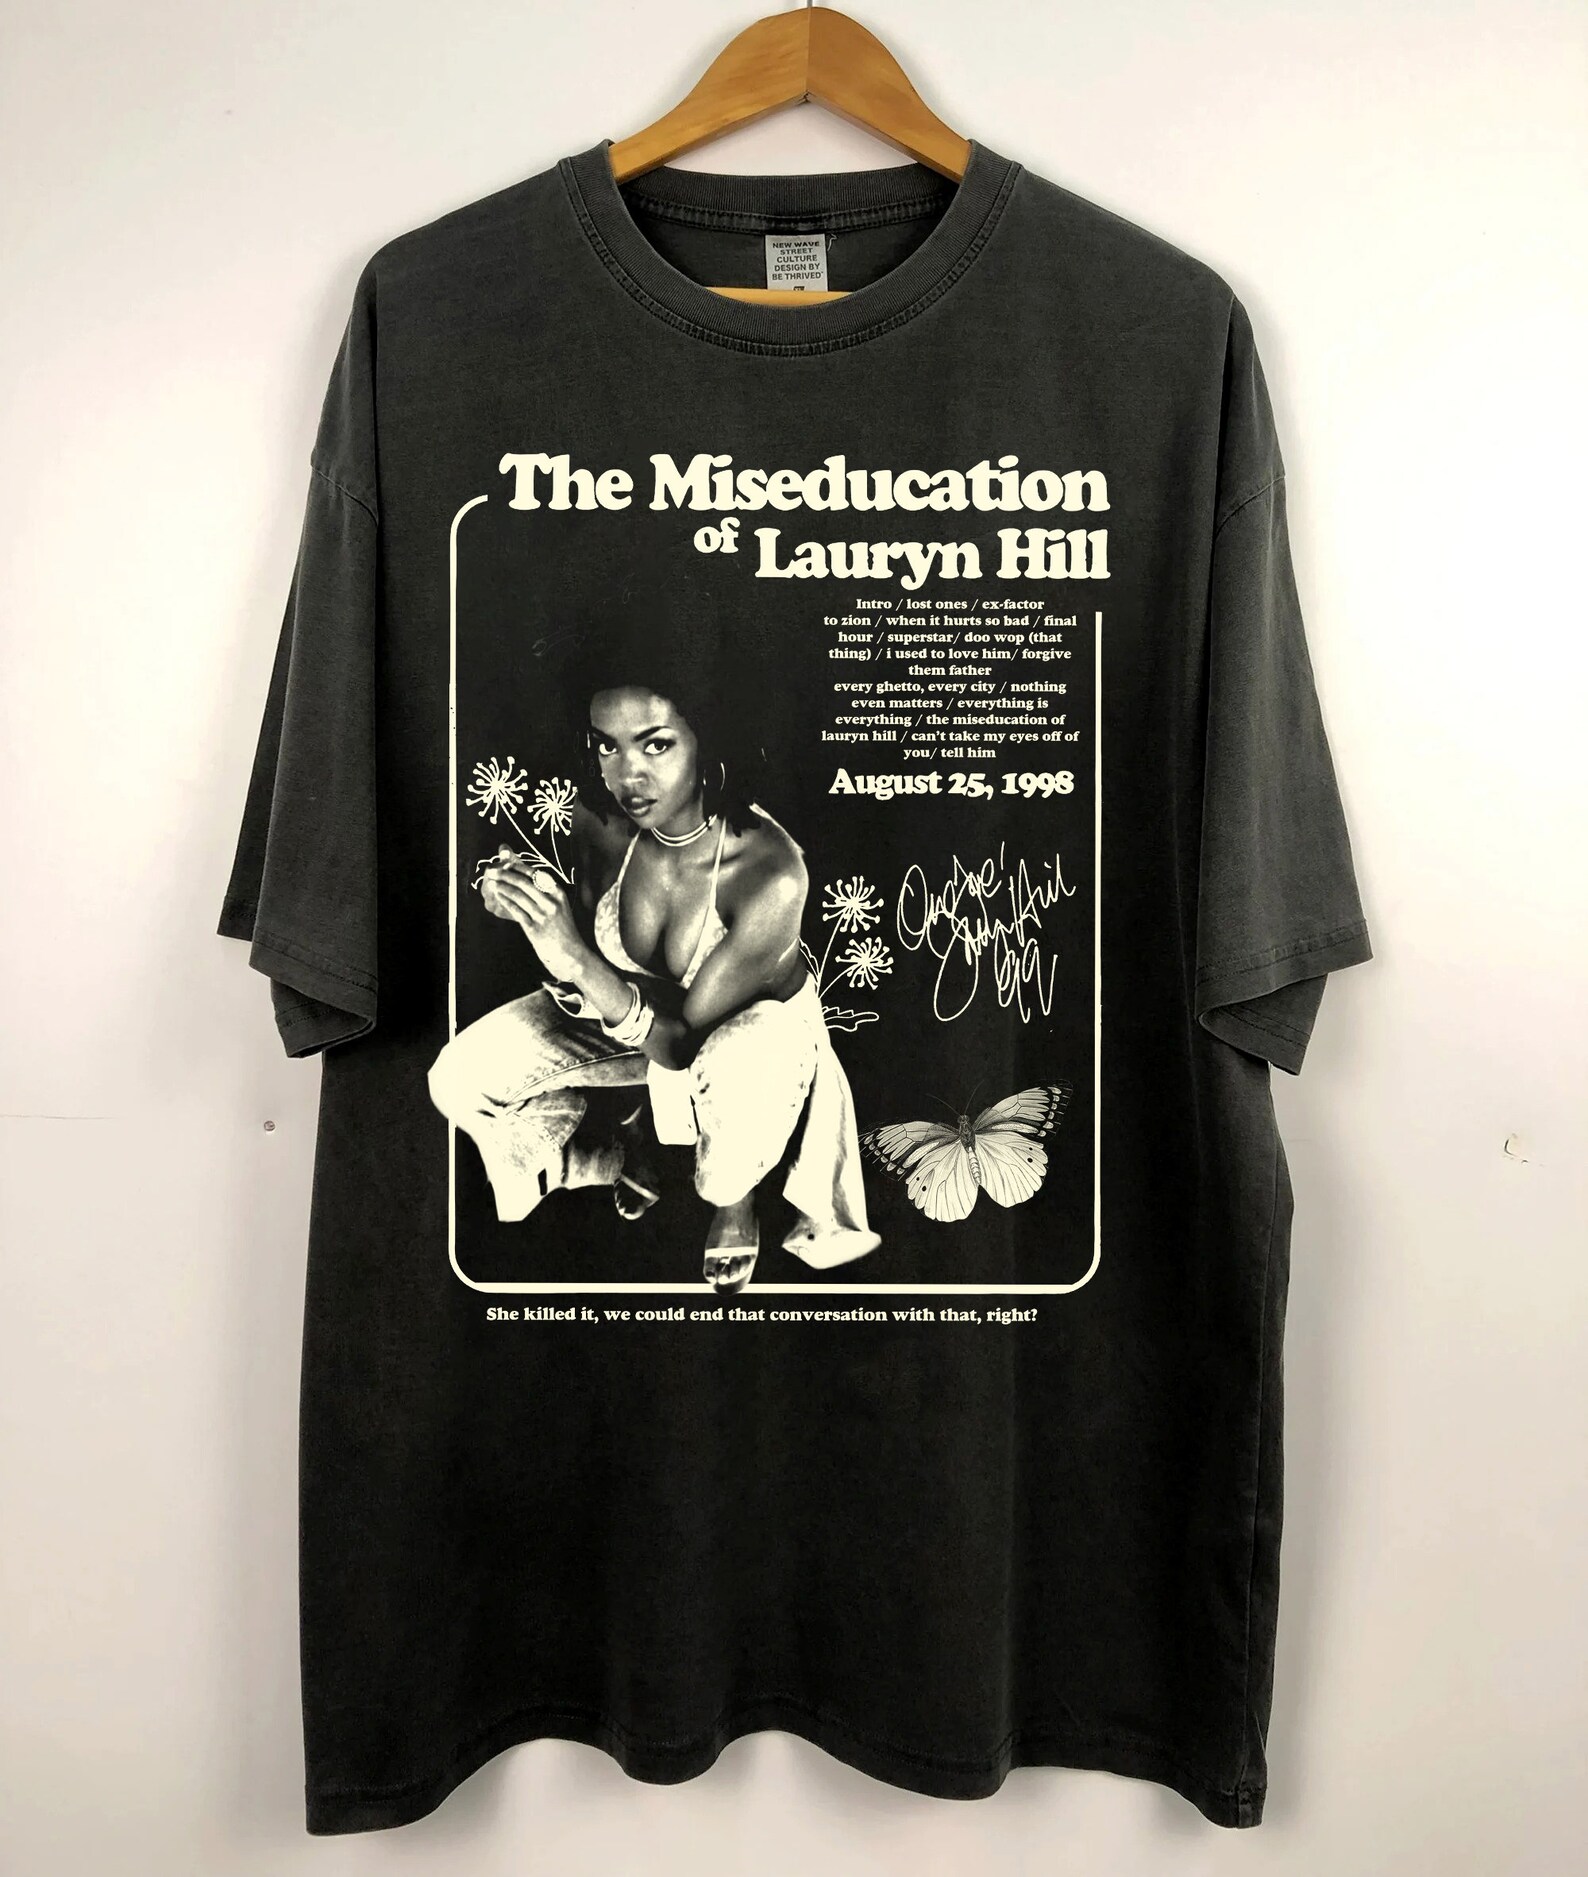 NEW WAVE
STREET
CULTURE
DESIGN BY
BE THRIVED
The Miseducation
of Lauryn Hill
Intro / lost ones / ex-factor
to zion / when it hurts so bad / final
hour / superstar/ doo wop (that
thing) / i used to love him/ forgive
them father
every ghetto, every city / nothing
even matters / everything is
everything / the miseducation of
lauryn hill / can't take my eyes off of
you/ tell him
August 25, 1998
Hill
99
She killed it, we could end that conversation with that, right?